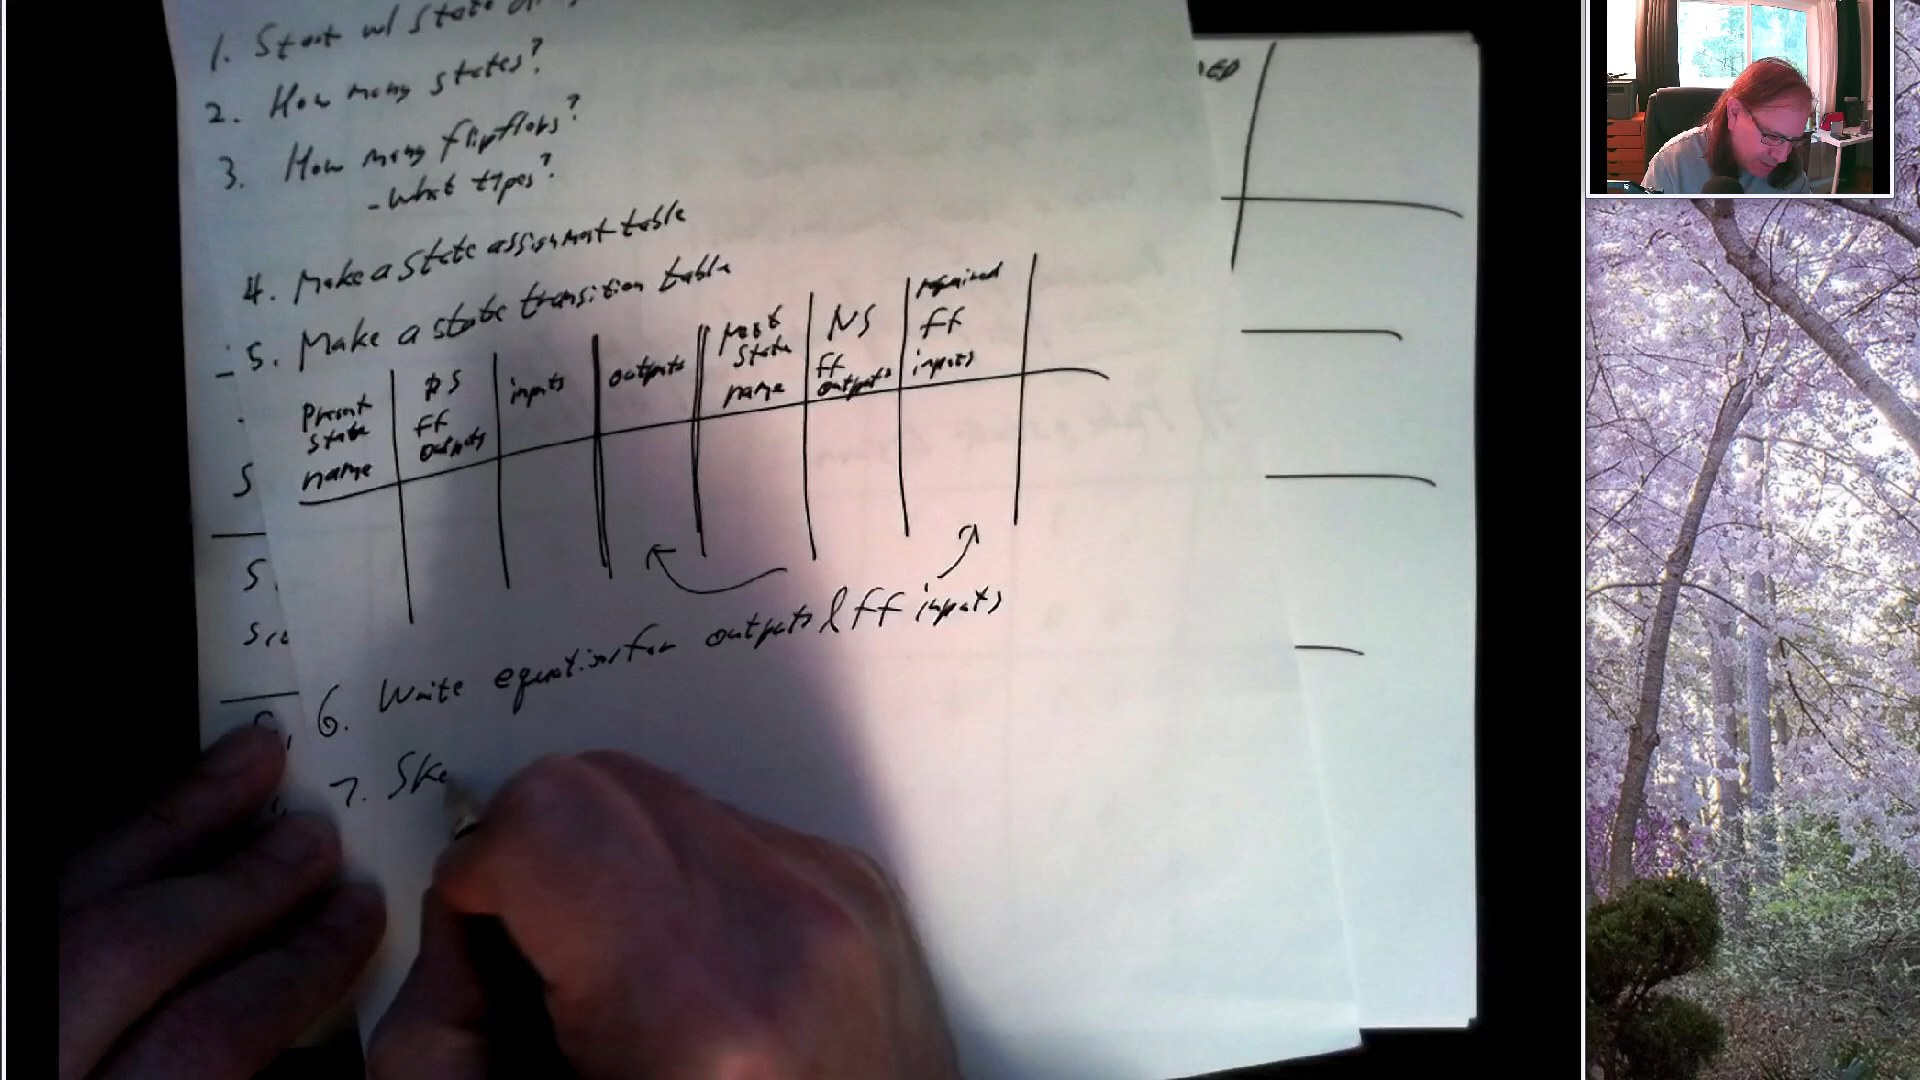 1. Start w/ state
2. How many states?
3. How many flipflops?
- what types?
4. Make a state assignment table
5. Make a state transition table
Present state name
PS ff outputs
inputs
outputs
Next state name
NS ff outputs
required ff inputs
6. Write equations for outputs & ff inputs
7. Ske
S
S